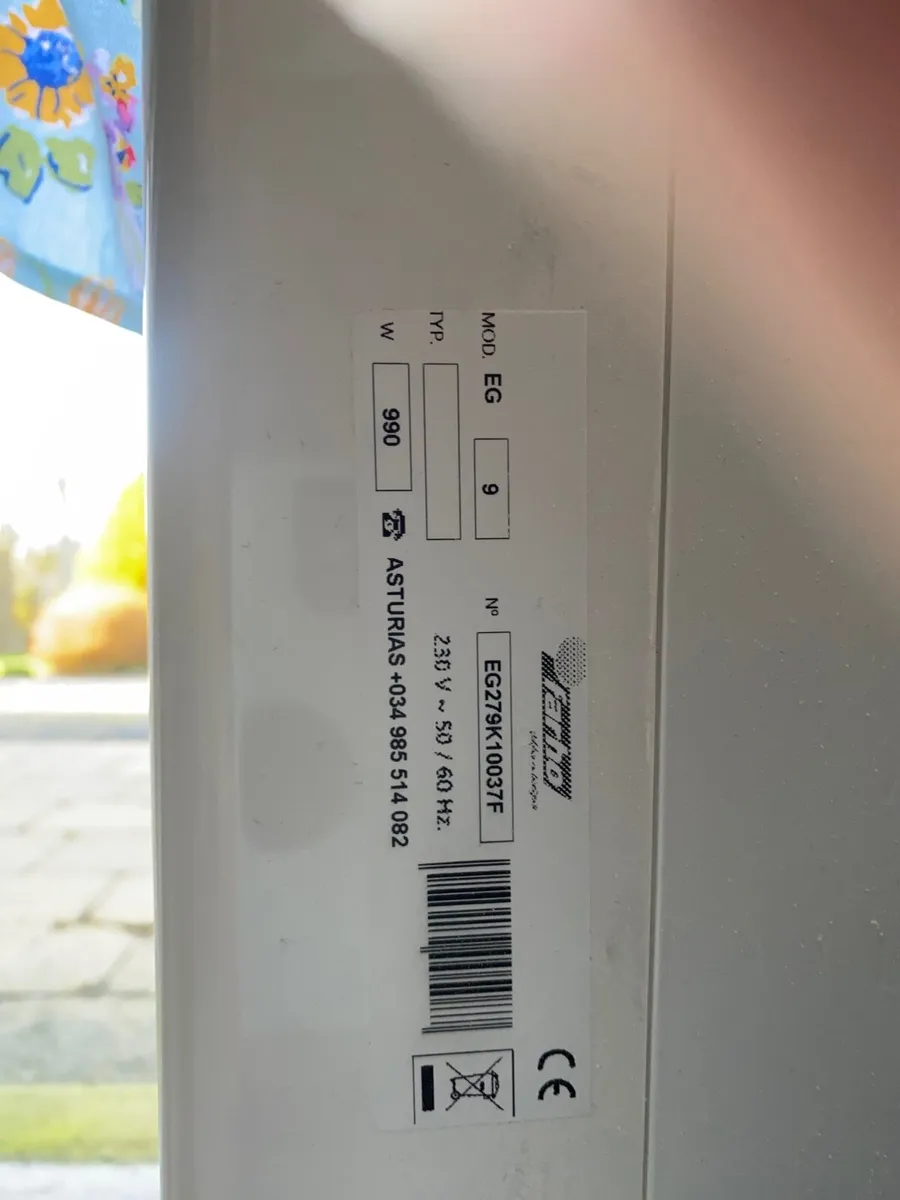 MOD. EG 9 Nº EG279K10037F
TYP. 230 V ~ 50 / 60 Hz.
W 990 ☎ ASTURIAS +034 985 514 082
CE